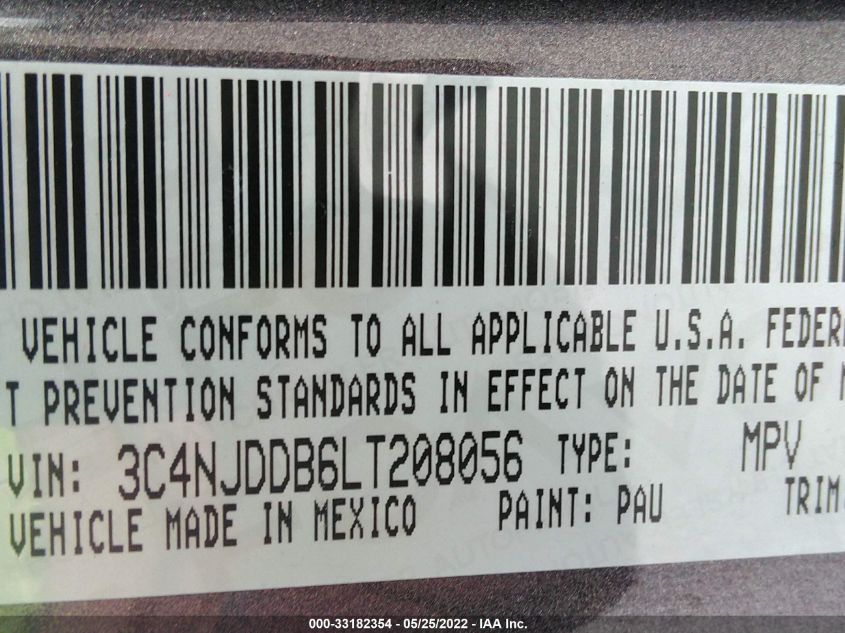 VEHICLE CONFORMS TO ALL APPLICABLE U.S.A. FEDER
T PREVENTION STANDARDS IN EFFECT ON THE DATE OF
VIN: 3C4NJDDB6LT208056 TYPE: MPV
VEHICLE MADE IN MEXICO PAINT: PAU TRIM
000-33182354 - 05/25/2022 - IAA Inc.